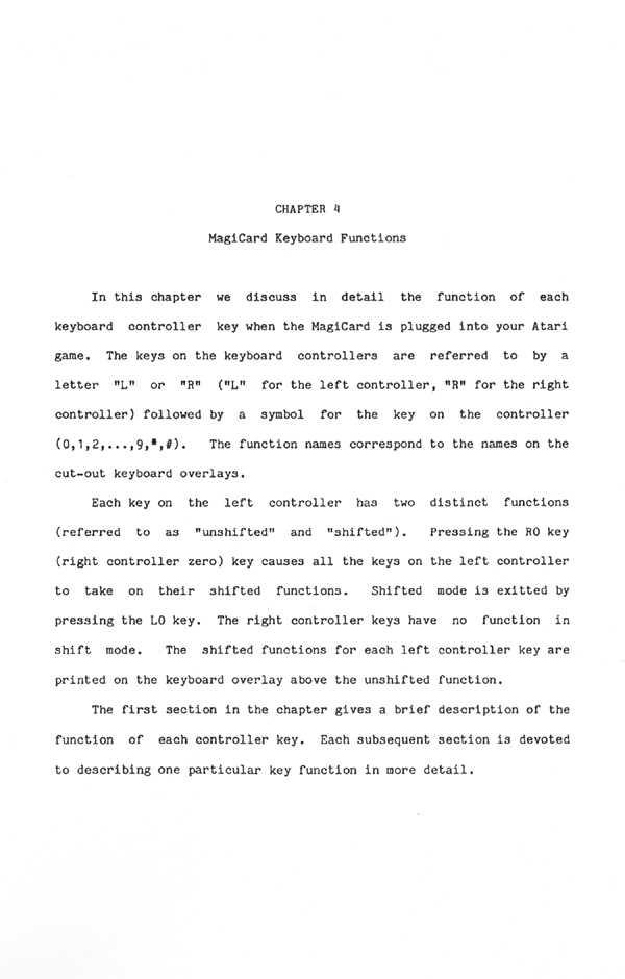 CHAPTER 4
MagiCard Keyboard Functions
In this chapter we discuss in detail the function of each
keyboard controller key when the MagiCard is plugged into your Atari
game. The keys on the keyboard controllers are referred to by a
letter "L" or "R" ("L" for the left controller, "R" for the right
controller) followed by a symbol for the key on the controller
(0,1,2,...,9,*,#). The function names correspond to the names on the
cut-out keyboard overlays.
Each key on the left controller has two distinct functions
(referred to as "unshifted" and "shifted"). Pressing the R0 key
(right controller zero) key causes all the keys on the left controller
to take on their shifted functions. Shifted mode is exitted by
pressing the L0 key. The right controller keys have no function in
shift mode. The shifted functions for each left controller key are
printed on the keyboard overlay above the unshifted function.
The first section in the chapter gives a brief description of the
function of each controller key. Each subsequent section is devoted
to describing one particular key function in more detail.